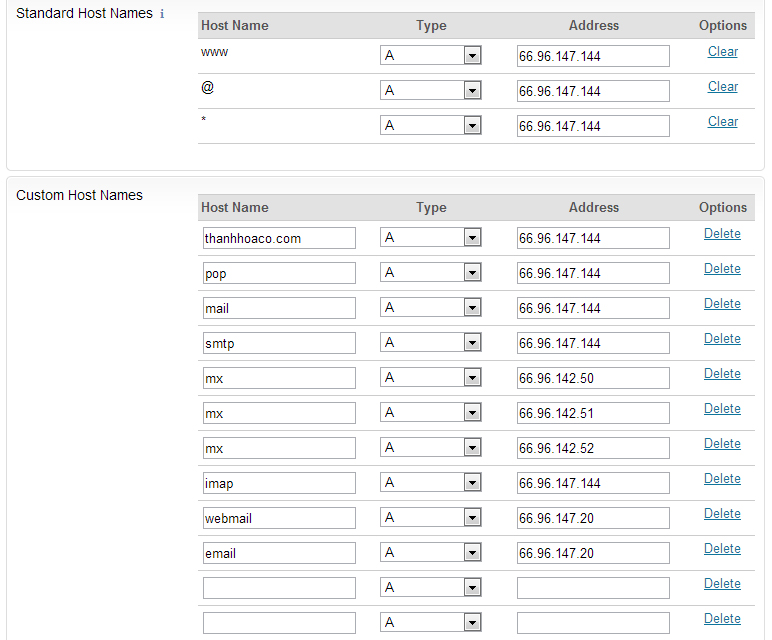 Standard Host Names i
Host Name Type Address Options
www A 66.96.147.144 Clear
@ A 66.96.147.144 Clear
* A 66.96.147.144 Clear
Custom Host Names
Host Name Type Address Options
thanhhoaco.com A 66.96.147.144 Delete
pop A 66.96.147.144 Delete
mail A 66.96.147.144 Delete
smtp A 66.96.147.144 Delete
mx A 66.96.142.50 Delete
mx A 66.96.142.51 Delete
mx A 66.96.142.52 Delete
imap A 66.96.147.144 Delete
webmail A 66.96.147.20 Delete
email A 66.96.147.20 Delete
A Delete
A Delete